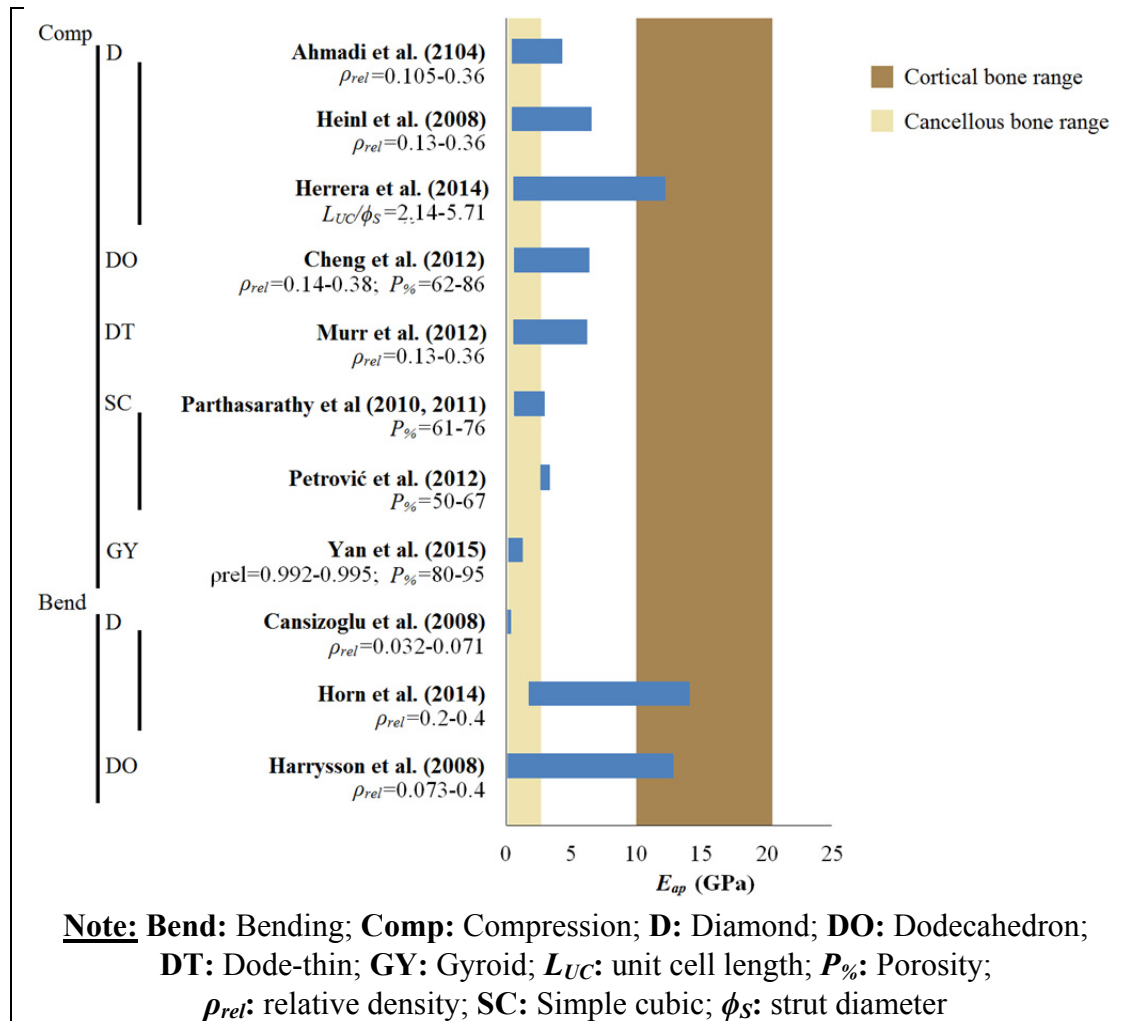 Comp
D
Ahmadi et al. (2104)
ρrel=0.105-0.36
Heinl et al. (2008)
ρrel=0.13-0.36
Herrera et al. (2014)
LUC/ϕS=2.14-5.71
DO
Cheng et al. (2012)
ρrel=0.14-0.38; P%=62-86
DT
Murr et al. (2012)
ρrel=0.13-0.36
SC
Parthasarathy et al (2010, 2011)
P%=61-76
Petrović et al. (2012)
P%=50-67
GY
Yan et al. (2015)
ρrel=0.992-0.995; P%=80-95
Bend
D
Cansizoglu et al. (2008)
ρrel=0.032-0.071
Horn et al. (2014)
ρrel=0.2-0.4
DO
Harrysson et al. (2008)
ρrel=0.073-0.4
Cortical bone range
Cancellous bone range
0 5 10 15 20 25
Eap (GPa)
Note: Bend: Bending; Comp: Compression; D: Diamond; DO: Dodecahedron;
DT: Dode-thin; GY: Gyroid; LUC: unit cell length; P%: Porosity;
ρrel: relative density; SC: Simple cubic; ϕS: strut diameter